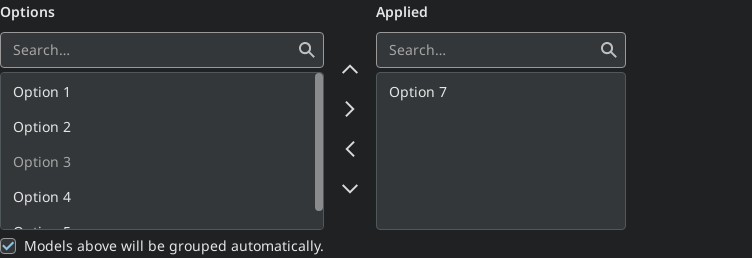 Options
Applied
Search...
Search...
Option 1
Option 7
Option 2
Option 3
Option 4
Models above will be grouped automatically.